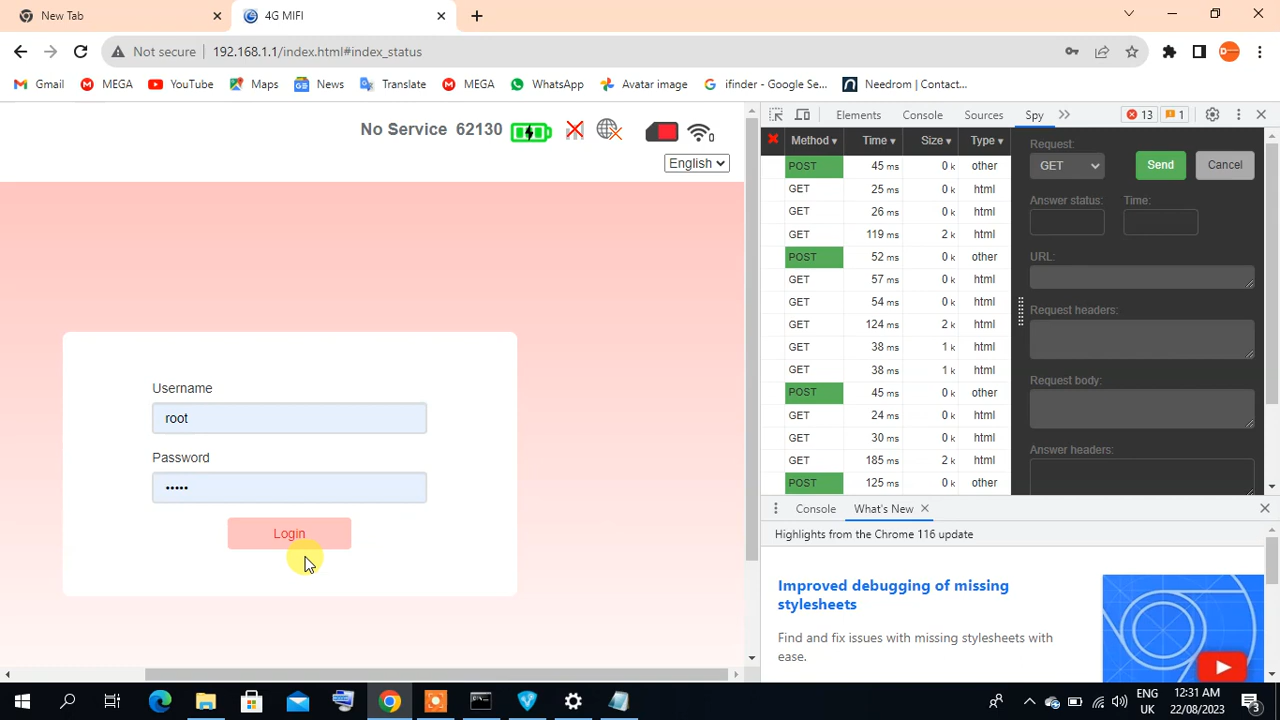 New Tab
4G MIFI
Not secure
192.168.1.1/index.html#index_status
Gmail
MEGA
YouTube
Maps
News
Translate
MEGA
WhatsApp
Avatar image
ifinder - Google Se...
Needrom | Contact...
No Service 62130
0
English
Username
root
Password
•••••
Login
Elements
Console
Sources
Spy
13
1
Method Time Size Type
POST 45 ms 0 k other
GET 25 ms 0 k html
GET 26 ms 0 k html
GET 119 ms 2 k html
POST 52 ms 0 k other
GET 57 ms 0 k html
GET 54 ms 0 k html
GET 124 ms 2 k html
GET 38 ms 1 k html
GET 38 ms 1 k html
POST 45 ms 0 k other
GET 24 ms 0 k html
GET 30 ms 0 k html
GET 185 ms 2 k html
POST 125 ms 0 k other
Request:
GET
Send
Cancel
Answer status:
Time:
URL:
Request headers:
Request body:
Answer headers:
Console
What's New
Highlights from the Chrome 116 update
Improved debugging of missing
stylesheets
Find and fix issues with missing stylesheets with
ease.
ENG
UK
12:31 AM
22/08/2023
3